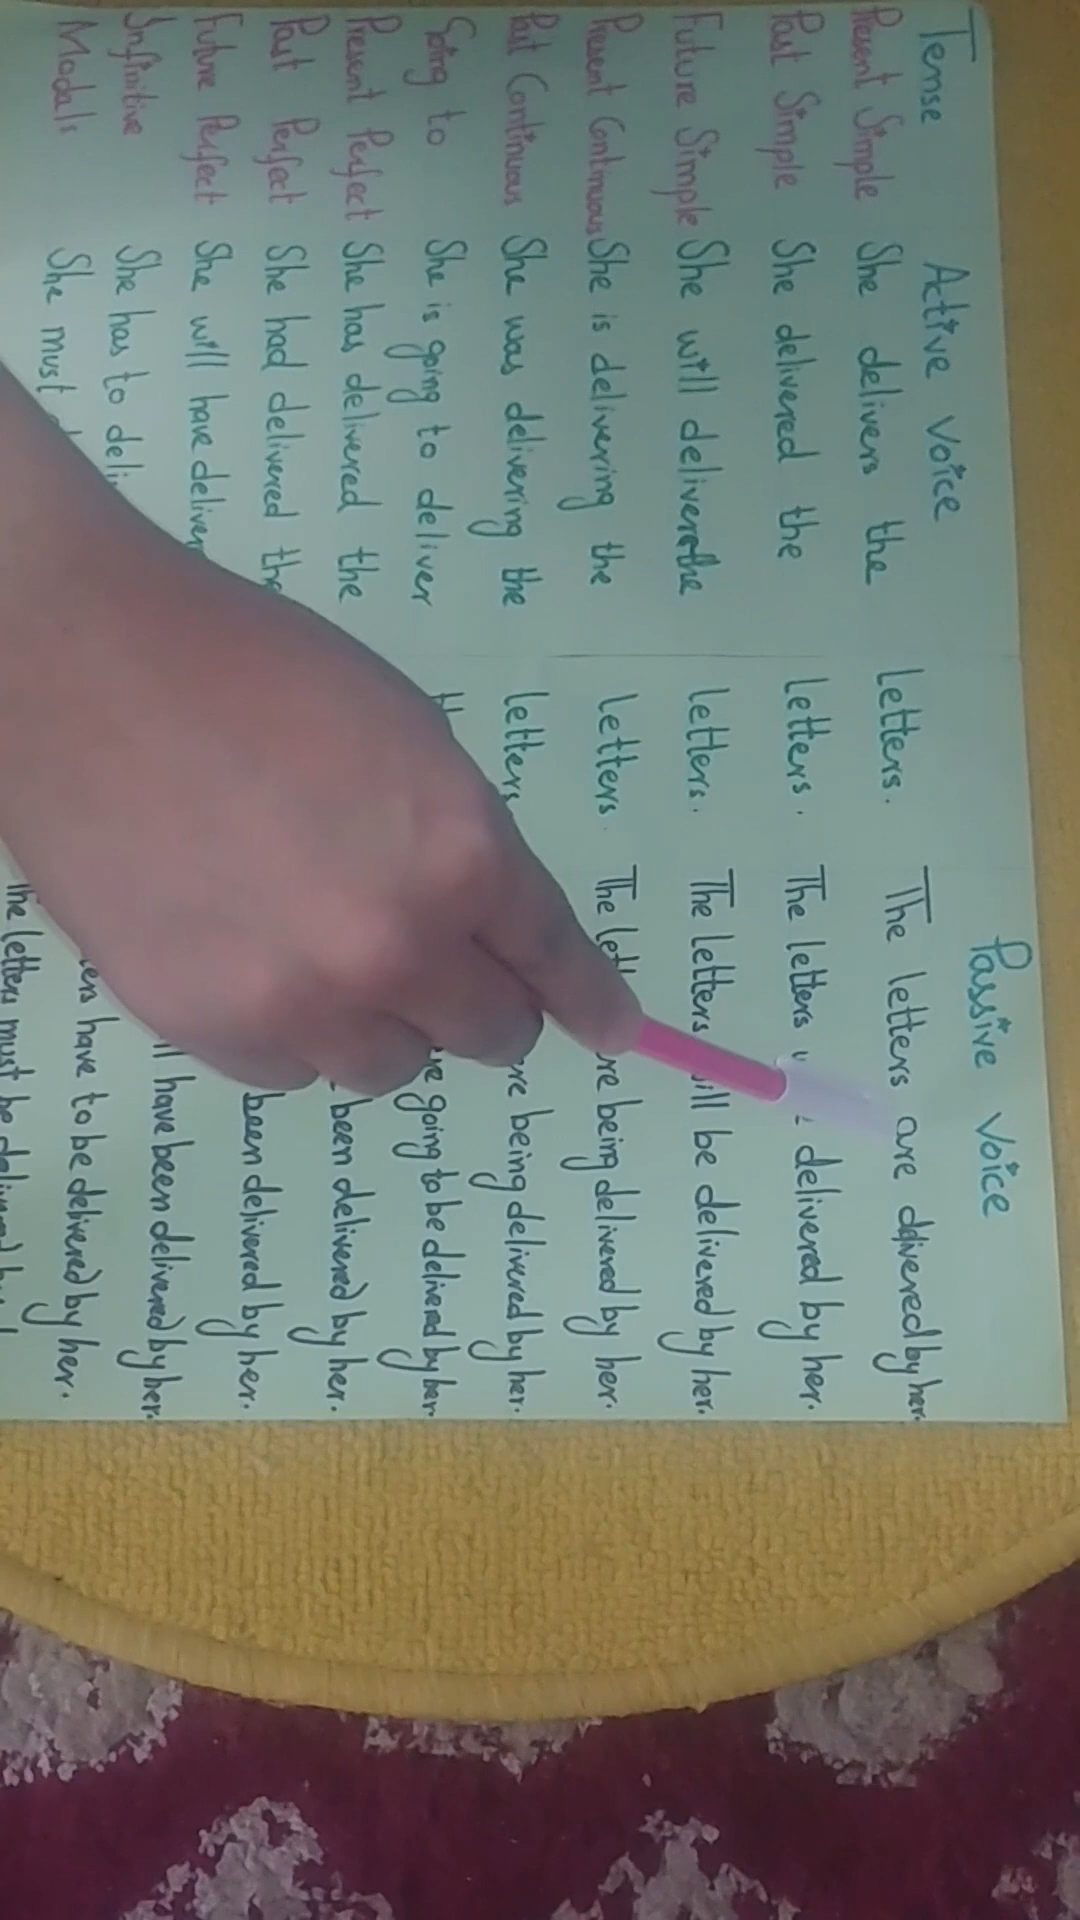 Tense Active Voice Passive Voice
Present Simple She delivers the letters. The letters are ddivered by her.
Past Simple She delivered the letters. The letters delivered by her.
Future Simple She will deliver the letters. The letters will be delivered by her.
Present Continuous She is delivering the letters. The being delivered by her.
Past Continuous She was delivering the letters being delivered by her.
Going to She is going to deliver going to be delivered by her.
Present Perfect She has delivered the been delivered by her.
Past Perfect She had delivered the been delivered by her.
Future Perfect She will have have been delivered by her.
Infinitive She has to have to be delivered by her.
Modals She must The letters must be